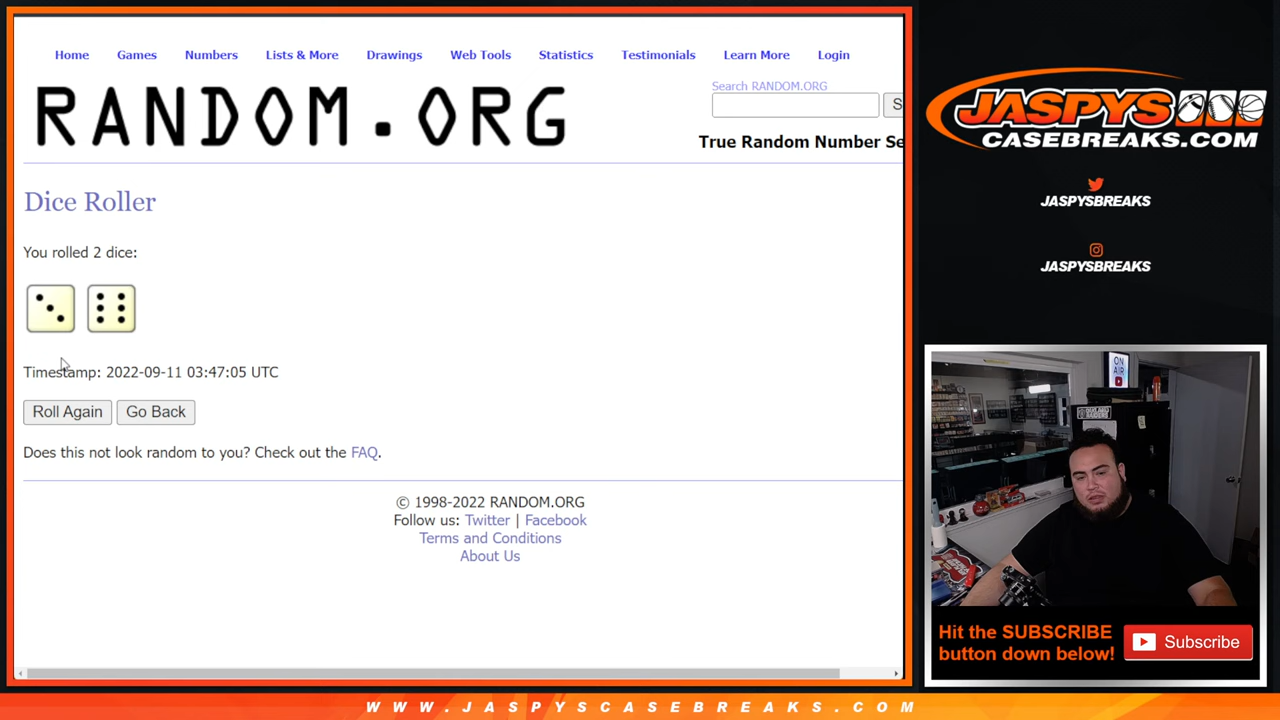 Home Games Numbers Lists & More Drawings Web Tools Statistics Testimonials Learn More Login
Search RANDOM.ORG
S
RANDOM.ORG
True Random Number Se
Dice Roller
You rolled 2 dice:
Timestamp: 2022-09-11 03:47:05 UTC
Roll Again Go Back
Does this not look random to you? Check out the FAQ.
© 1998-2022 RANDOM.ORG
Follow us: Twitter | Facebook
Terms and Conditions
About Us
JASPYS
CASEBREAKS.COM
JASPYSBREAKS
JASPYSBREAKS
ON
AIR
Hit the SUBSCRIBE
button down below!
Subscribe
WWW.JASPYSCASEBREAKS.COM